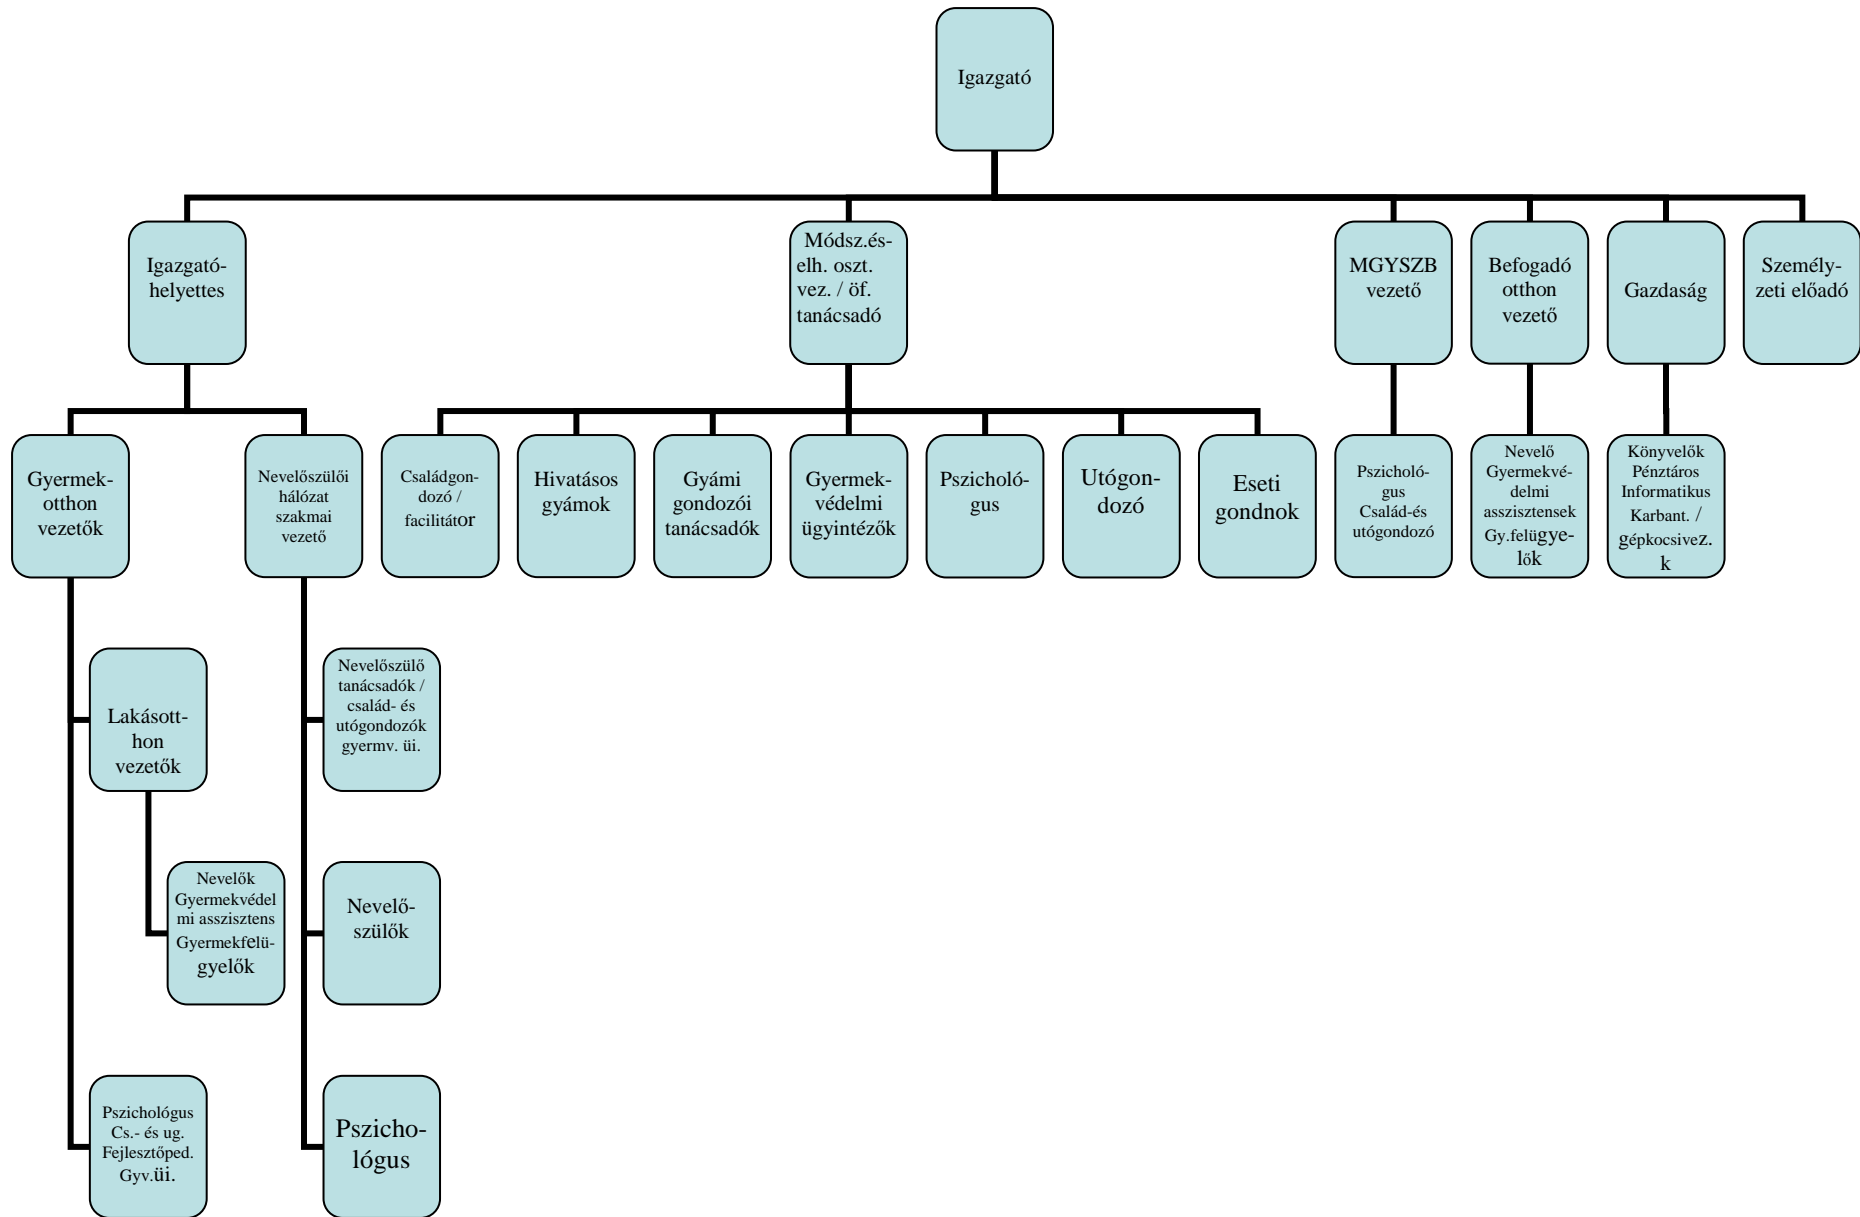 Igazgató
Igazgató-
helyettes
Módsz.és-
elh. oszt.
vez. / öf.
tanácsadó
MGYSZB
vezető
Befogadó
otthon
vezető
Gazdaság
Személy-
zeti előadó
Gyermek-
otthon
vezetők
Nevelőszülői
hálózat
szakmai
vezető
Családgon-
dozó /
facilitátor
Hivatásos
gyámok
Gyámi
gondozói
tanácsadók
Gyermek-
védelmi
ügyintézők
Pszicholó-
gus
Utógon-
dozó
Eseti
gondnok
Pszicholó-
gus
Család-és
utógondozó
Nevelő
Gyermekvé-
delmi
asszisztensek
Gy.felügye-
lők
Könyvelők
Pénztáros
Informatikus
Karbant. /
gépkocsivez.
k
Lakásott-
hon
vezetők
Nevelőszülő
tanácsadók /
család- és
utógondozók
gyermv. üi.
Nevelők
Gyermekvédel
mi asszisztens
Gyermekfelü-
gyelők
Nevelő-
szülők
Pszichológus
Cs.- és ug.
Fejlesztőped.
Gyv.üi.
Pszicho-
lógus